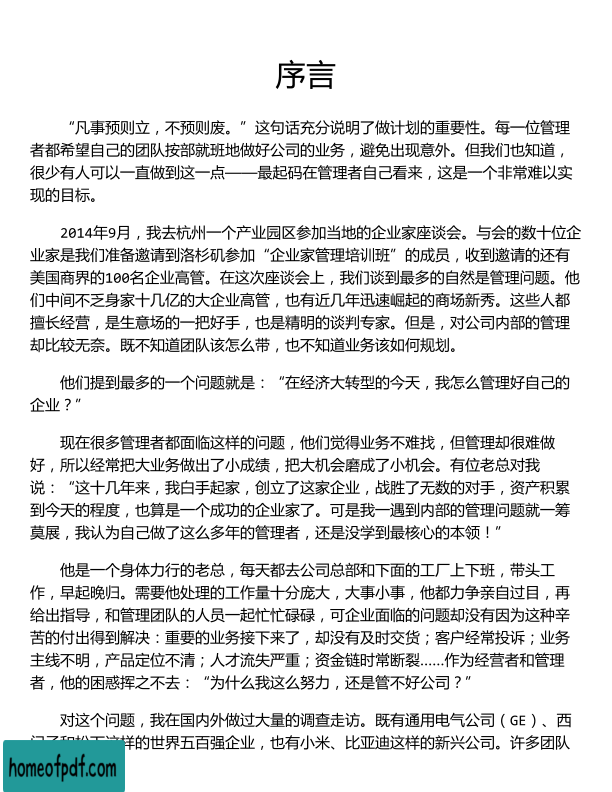 序言
“凡事预则立，不预则废。”这句话充分说明了做计划的重要性。每一位管理
者都希望自己的团队按部就班地做好公司的业务，避免出现意外。但我们也知道，
很少有人可以一直做到这一点——最起码在管理者自己看来，这是一个非常难以实
现的目标。
2014年9月，我去杭州一个产业园区参加当地的企业家座谈会。与会的数十位企
业家是我们准备邀请到洛杉矶参加“企业家管理培训班”的成员，收到邀请的还有
美国商界的100名企业高管。在这次座谈会上，我们谈到最多的自然是管理问题。他
们中间不乏身家十几亿的大企业高管，也有近几年迅速崛起的商场新秀。这些人都
擅长经营，是生意场的一把好手，也是精明的谈判专家。但是，对公司内部的管理
却比较无奈。既不知道团队该怎么带，也不知道业务该如何规划。
他们提到最多的一个问题就是：“在经济大转型的今天，我怎么管理好自己的
企业？”
现在很多管理者都面临这样的问题，他们觉得业务不难找，但管理却很难做
好，所以经常把大业务做出了小成绩，把大机会磨成了小机会。有位老总对我
说：“这十几年来，我白手起家，创立了这家企业，战胜了无数的对手，资产积累
到今天的程度，也算是一个成功的企业家了。可是我一遇到内部的管理问题就一筹
莫展，我认为自己做了这么多年的管理者，还是没学到最核心的本领！”
他是一个身体力行的老总，每天都去公司总部和下面的工厂上下班，带头工
作，早起晚归。需要他处理的工作量十分庞大，大事小事，他都力争亲自过目，再
给出指导，和管理团队的人员一起忙忙碌碌，可企业面临的问题却没有因为这种辛
苦的付出得到解决：重要的业务接下来了，却没有及时交货；客户经常投诉；业务
主线不明，产品定位不清；人才流失严重；资金链时常断裂……作为经营者和管理
者，他的困惑挥之不去：“为什么我这么努力，还是管不好公司？”
对这个问题，我在国内外做过大量的调查走访。既有通用电气公司（GE）、西
这样的世界五百强企业，也有小米、比亚迪这样的新兴公司。许多团队
homeofpdf.com